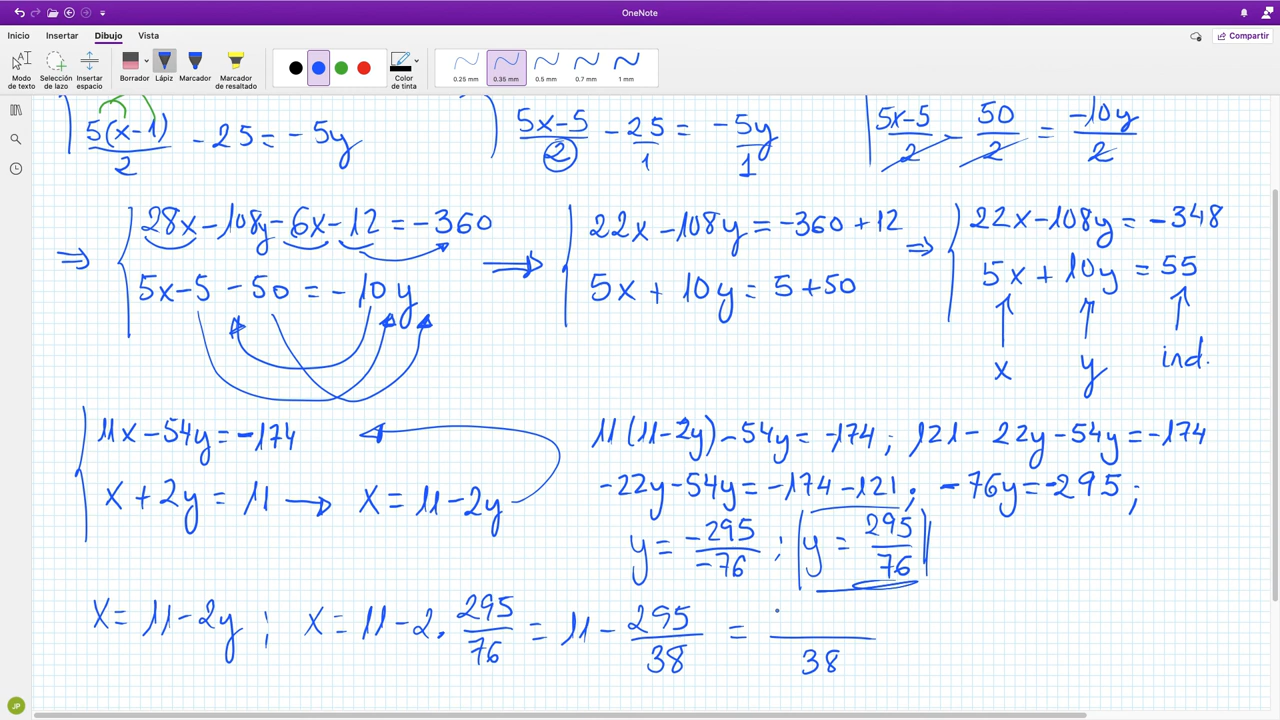 OneNote
Inicio Insertar Dibujo Vista
Compartir
Modo de texto
Selección de lazo
Insertar espacio
Borrador
Lápiz
Marcador
Marcador de resaltado
Color de tinta
0.25 mm
0.35 mm
0.5 mm
0.7 mm
1 mm
5(x-1)/2 - 25 = -5y
(5x-5)/2 - 25/1 = -5y/1
(5x-5)/2 - 50/2 = -10y/2
⇒ 28x - 108y - 6x - 12 = -360
5x - 5 - 50 = -10y
⇒ 22x - 108y = -360 + 12
5x + 10y = 5 + 50
⇒ 22x - 108y = -348
5x + 10y = 55
x y ind.
11x - 54y = -174
x + 2y = 11 → x = 11 - 2y
11(11-2y) - 54y = -174 ; 121 - 22y - 54y = -174
-22y - 54y = -174 - 121 ; -76y = -295 ;
y = -295/-76 ; y = 295/76
x = 11 - 2y ; x = 11 - 2 · 295/76 = 11 - 295/38 = /38
JP